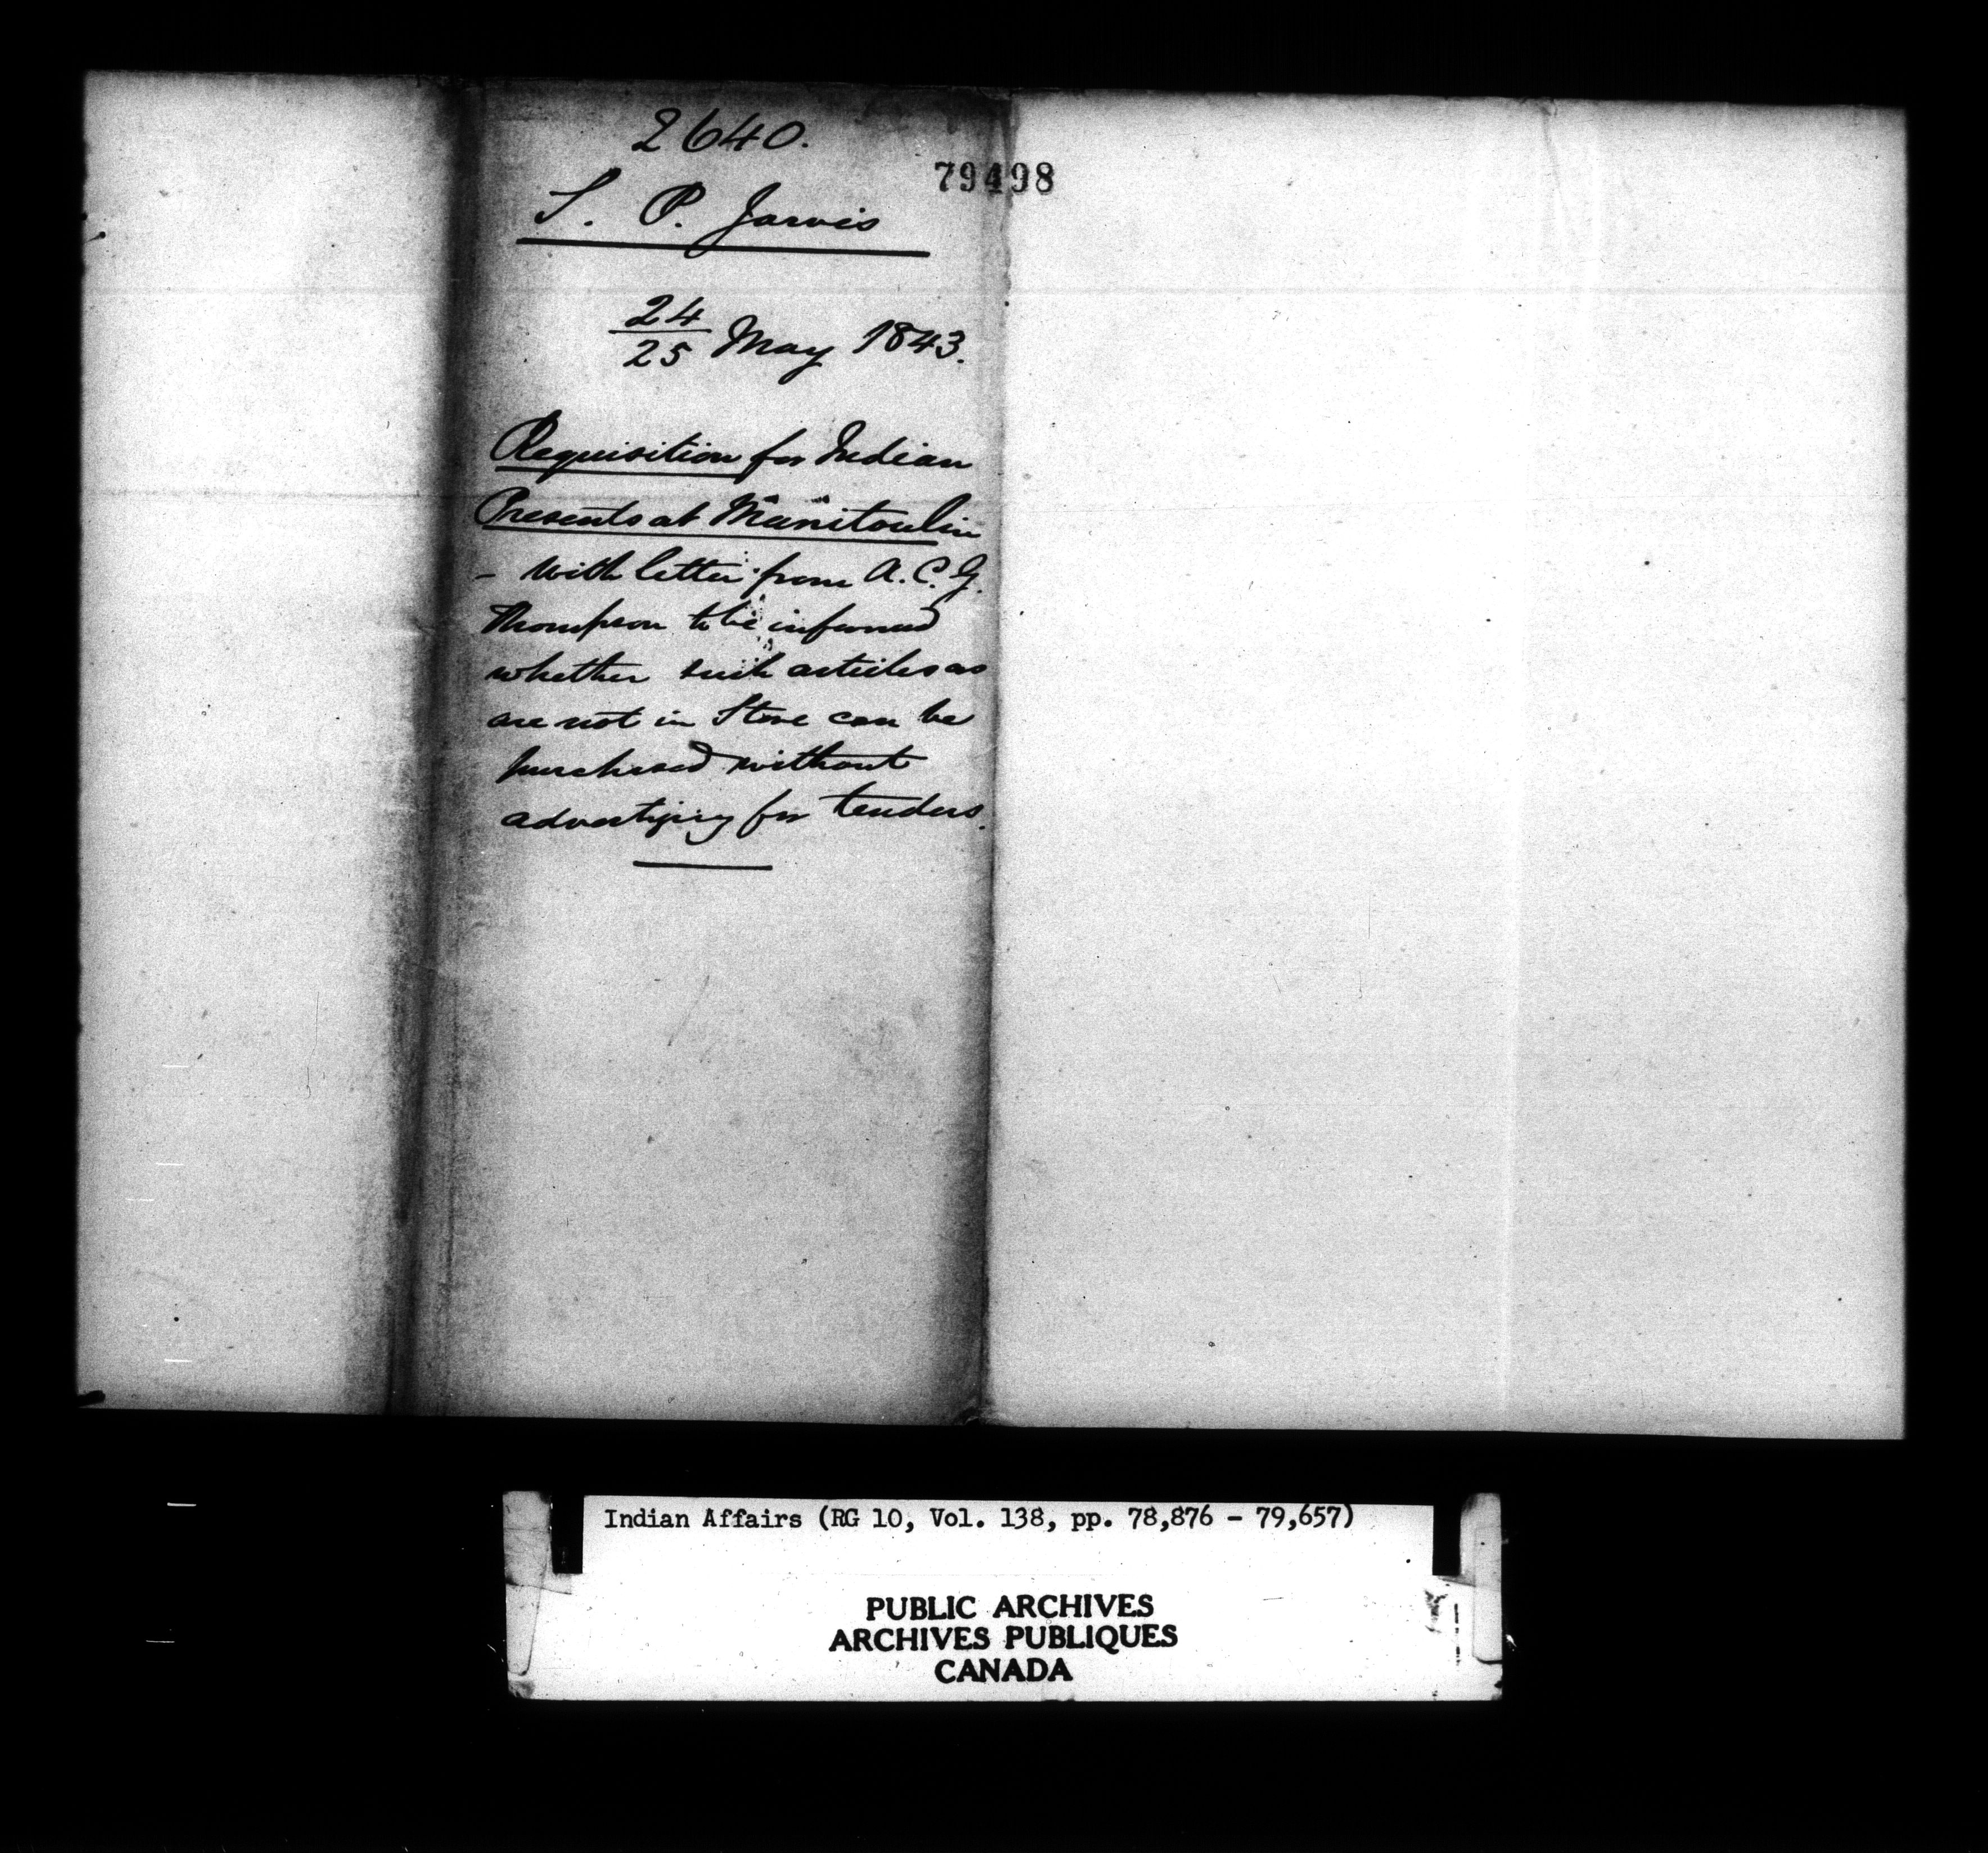 2640.
79498
S. P. Jarvis
24
25 May 1843.
Requisition for Indian
Presents at Manitoulin
- with letter from A. C. G.
Thompson to be informed
whether such articles as
are not in Store can be
purchased without
advertising for tenders.
Indian Affairs (RG 10, Vol. 138, pp. 78,876 - 79,657)
PUBLIC ARCHIVES
ARCHIVES PUBLIQUES
CANADA